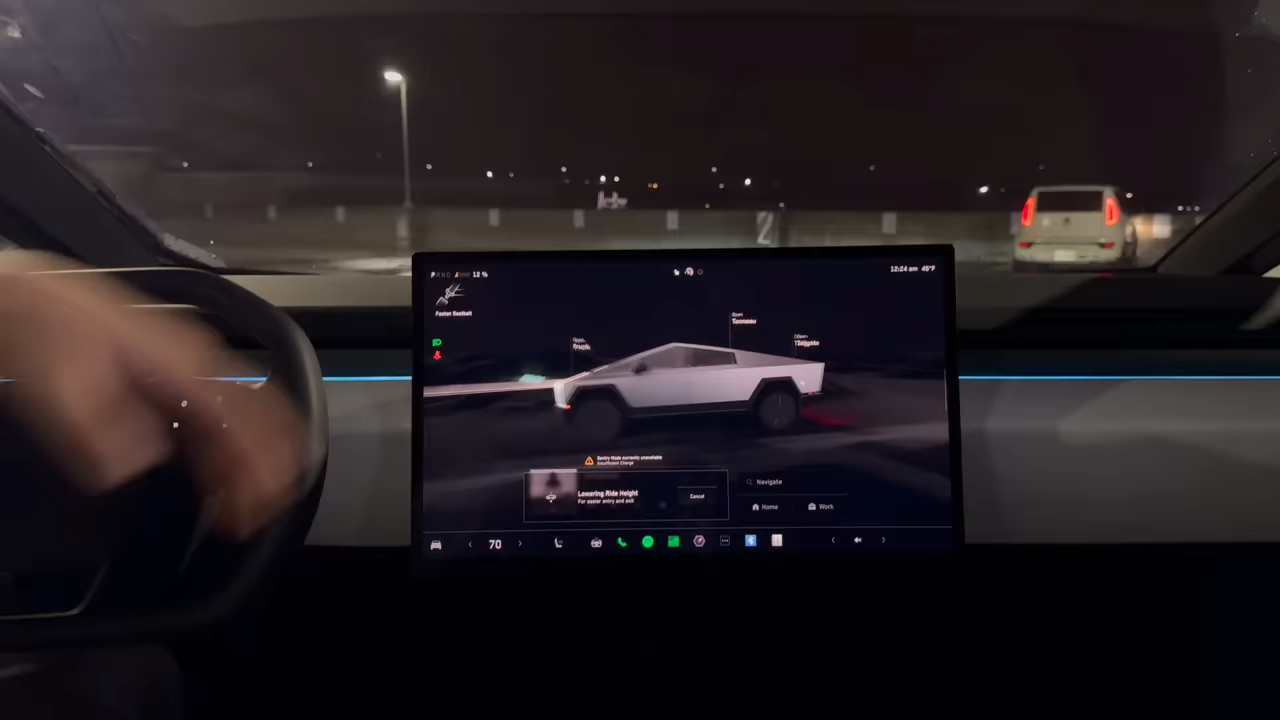 PRND 12 %
12:24 am 45°F
Fasten Seatbelt
Open
Frunk
Open
Tonneau
Open
Tailgate
Sentry Mode currently unavailable
Insufficient Charge
Lowering Ride Height
For easier entry and exit
Cancel
Navigate
Home
Work
70